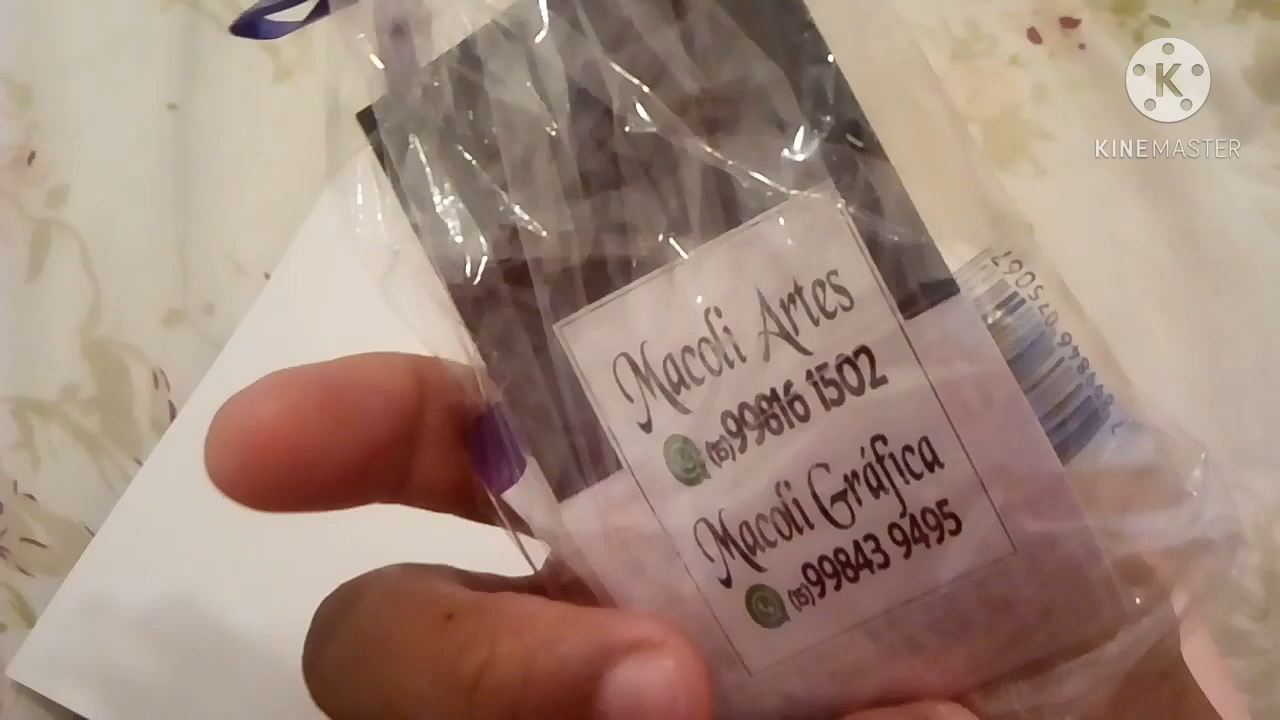 K
KINEMASTER
Macoli Artes
(15)99816 1502
Macoli Gráfica
(15)99843 9495